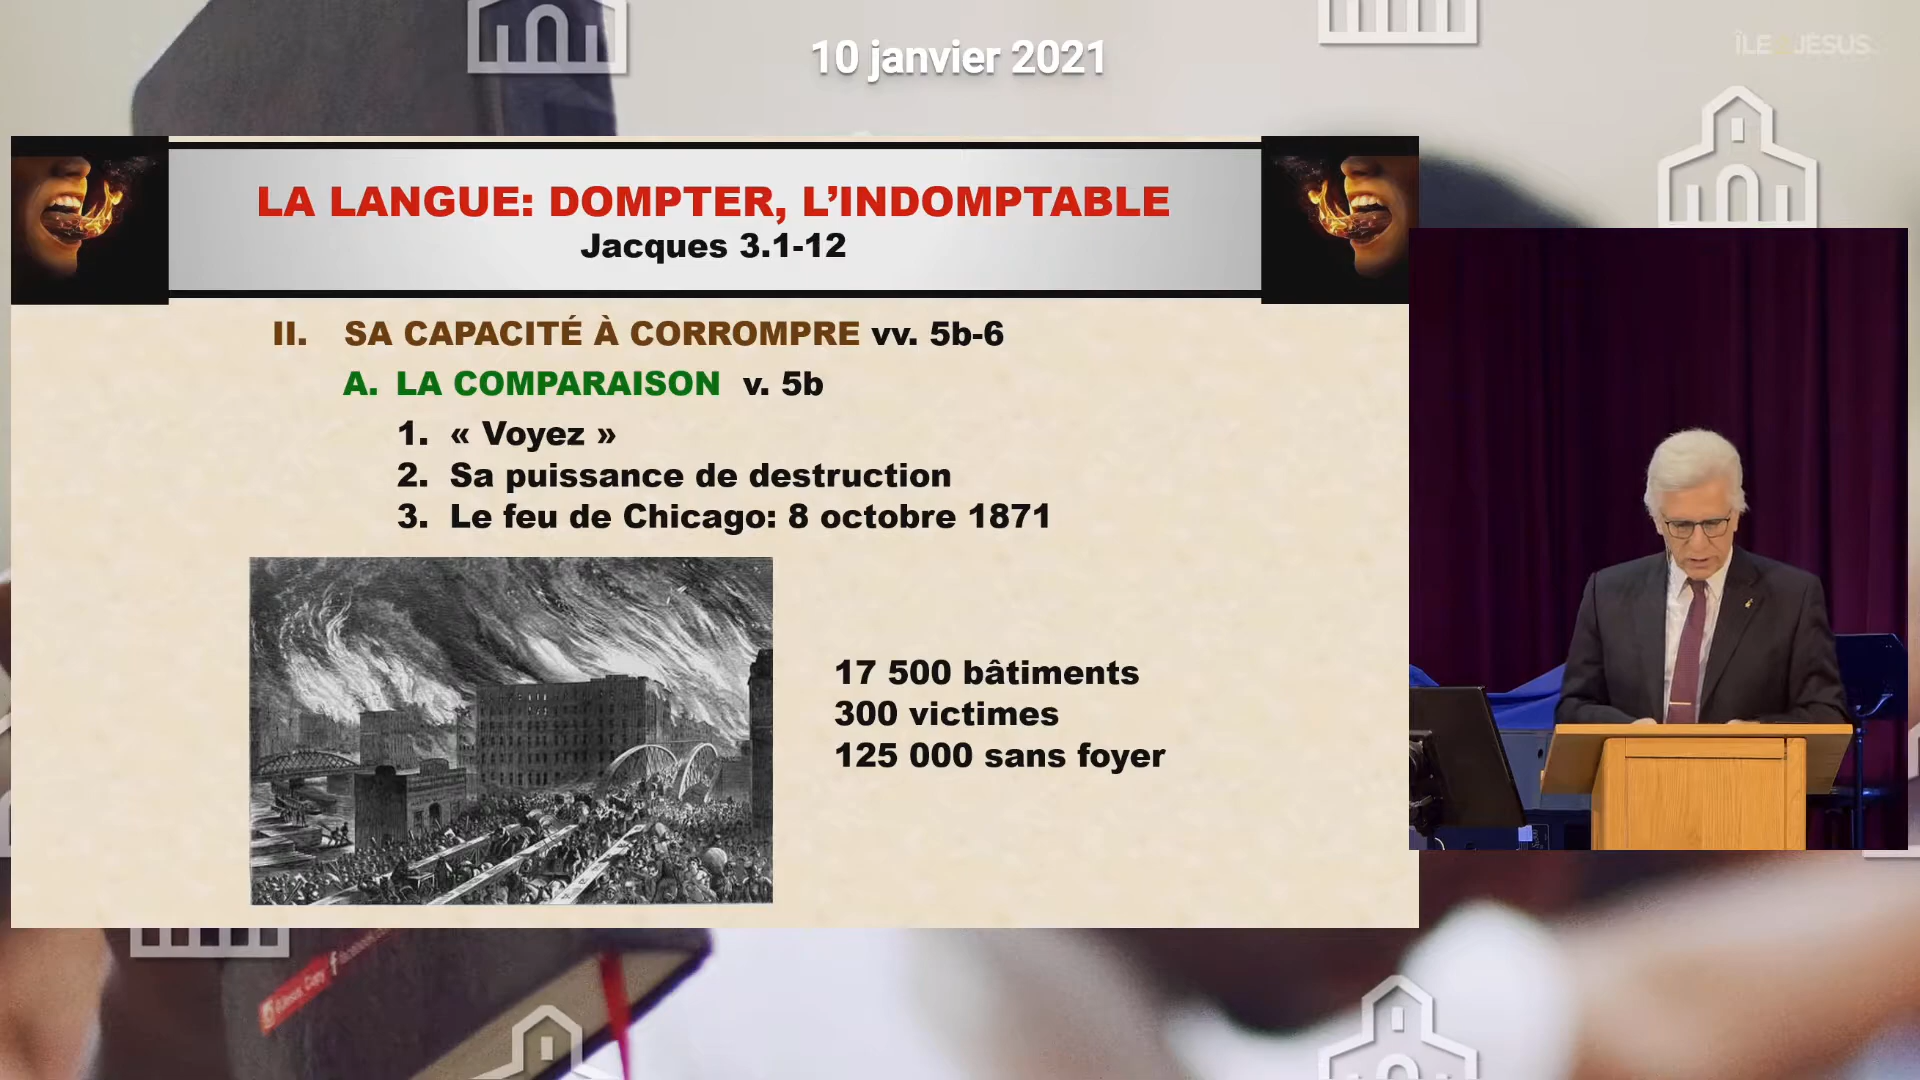 10 janvier 2021
ÎLE JÉSUS
LA LANGUE: DOMPTER, L’INDOMPTABLE
Jacques 3.1-12
II. SA CAPACITÉ À CORROMPRE vv. 5b-6
A. LA COMPARAISON v. 5b
1. « Voyez »
2. Sa puissance de destruction
3. Le feu de Chicago: 8 octobre 1871
17 500 bâtiments
300 victimes
125 000 sans foyer